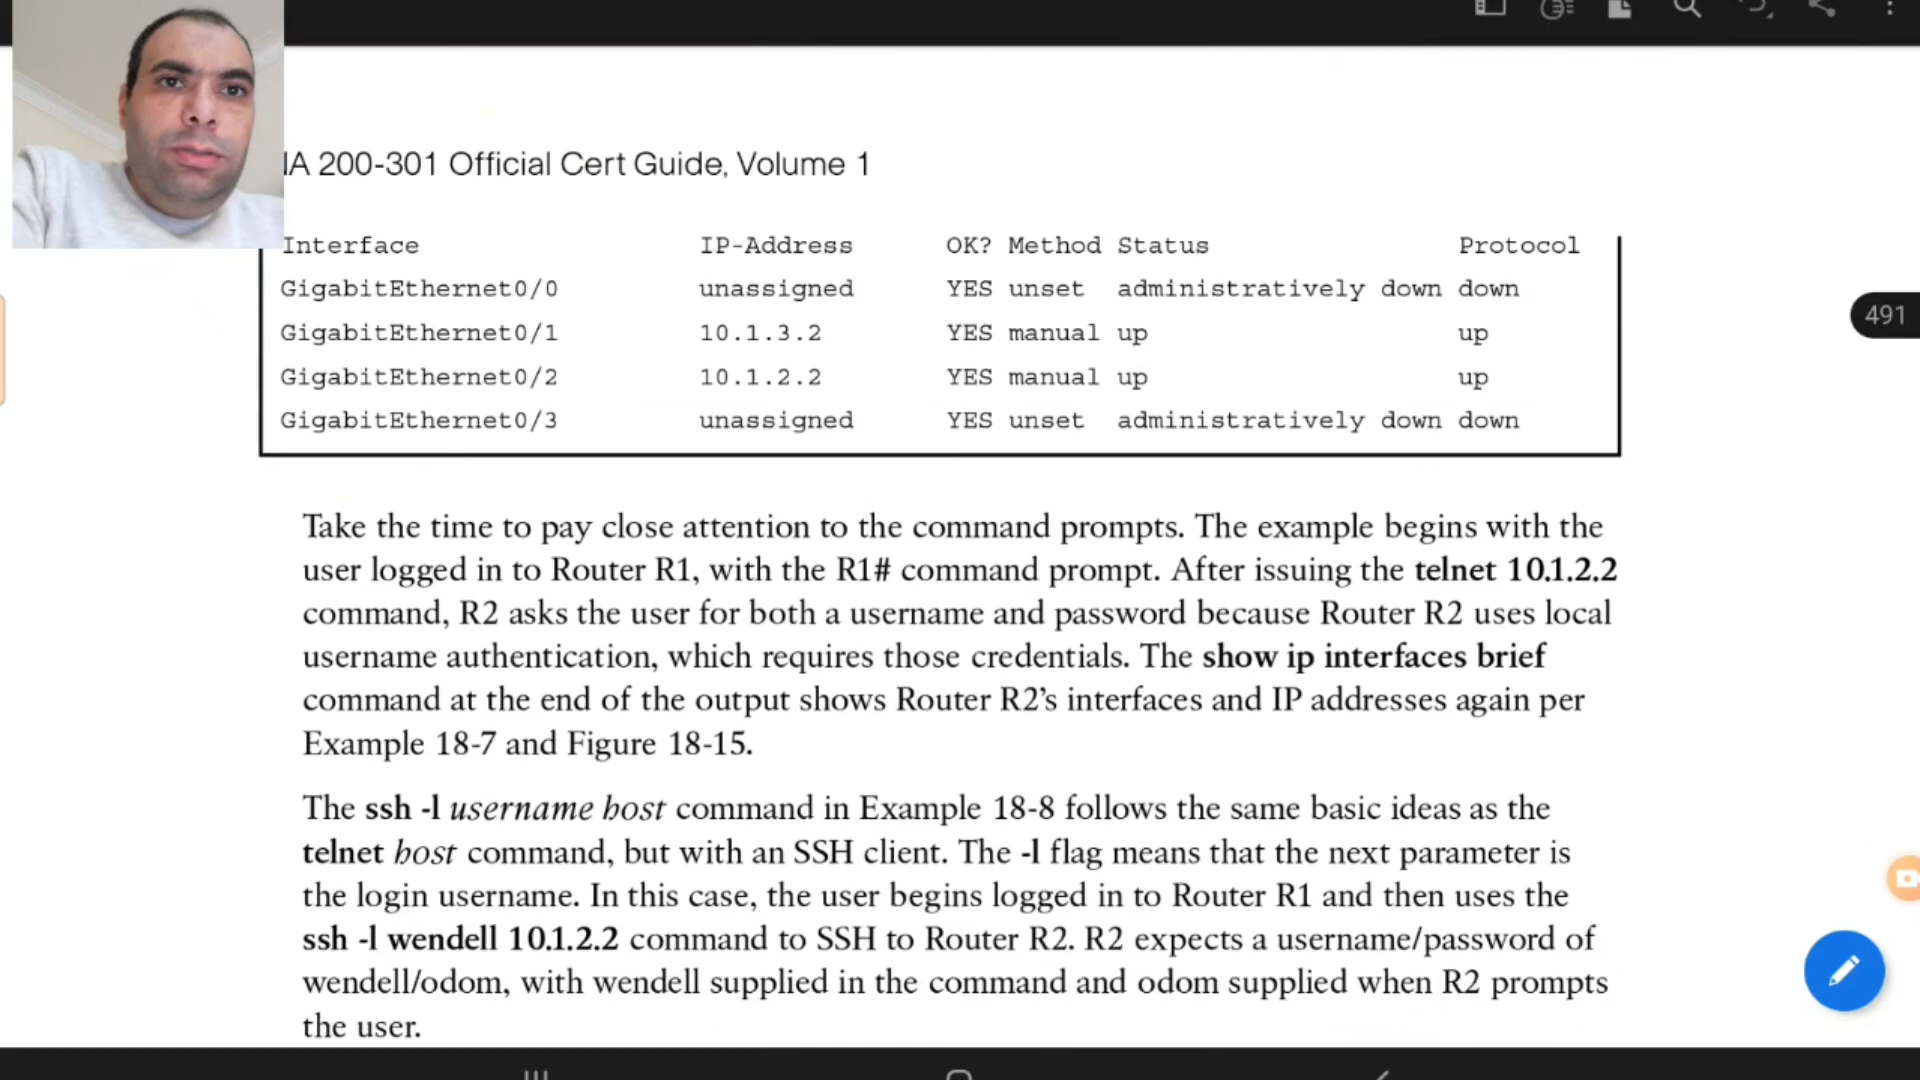 IA 200-301 Official Cert Guide, Volume 1
Interface IP-Address OK? Method Status Protocol
GigabitEthernet0/0 unassigned YES unset administratively down down
GigabitEthernet0/1 10.1.3.2 YES manual up up
GigabitEthernet0/2 10.1.2.2 YES manual up up
GigabitEthernet0/3 unassigned YES unset administratively down down
491
Take the time to pay close attention to the command prompts. The example begins with the
user logged in to Router R1, with the R1# command prompt. After issuing the telnet 10.1.2.2
command, R2 asks the user for both a username and password because Router R2 uses local
username authentication, which requires those credentials. The show ip interfaces brief
command at the end of the output shows Router R2's interfaces and IP addresses again per
Example 18-7 and Figure 18-15.
The ssh -l username host command in Example 18-8 follows the same basic ideas as the
telnet host command, but with an SSH client. The -l flag means that the next parameter is
the login username. In this case, the user begins logged in to Router R1 and then uses the
ssh -l wendell 10.1.2.2 command to SSH to Router R2. R2 expects a username/password of
wendell/odom, with wendell supplied in the command and odom supplied when R2 prompts
the user.